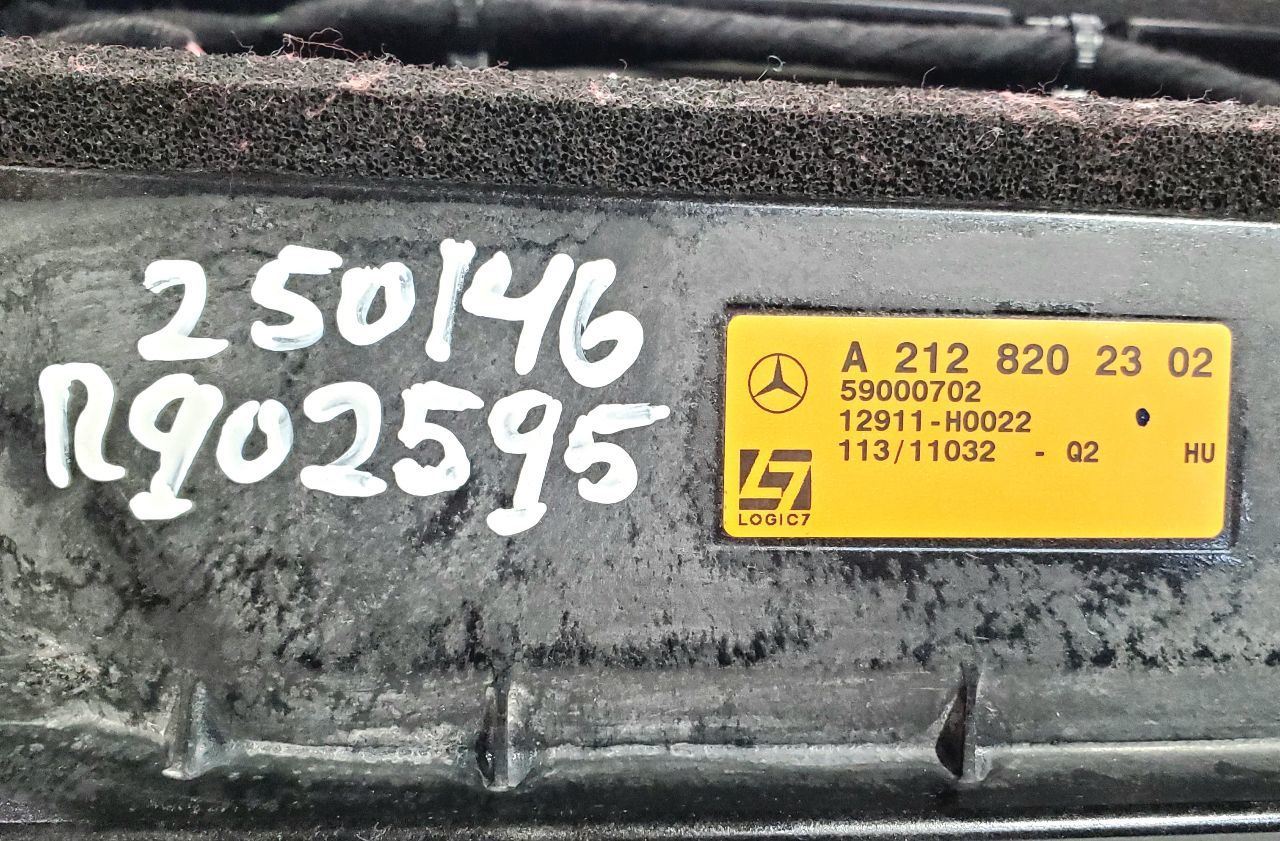 250146
R902595
A 212 820 23 02
59000702
12911-H0022
113/11032 - Q2 HU
LOGIC7